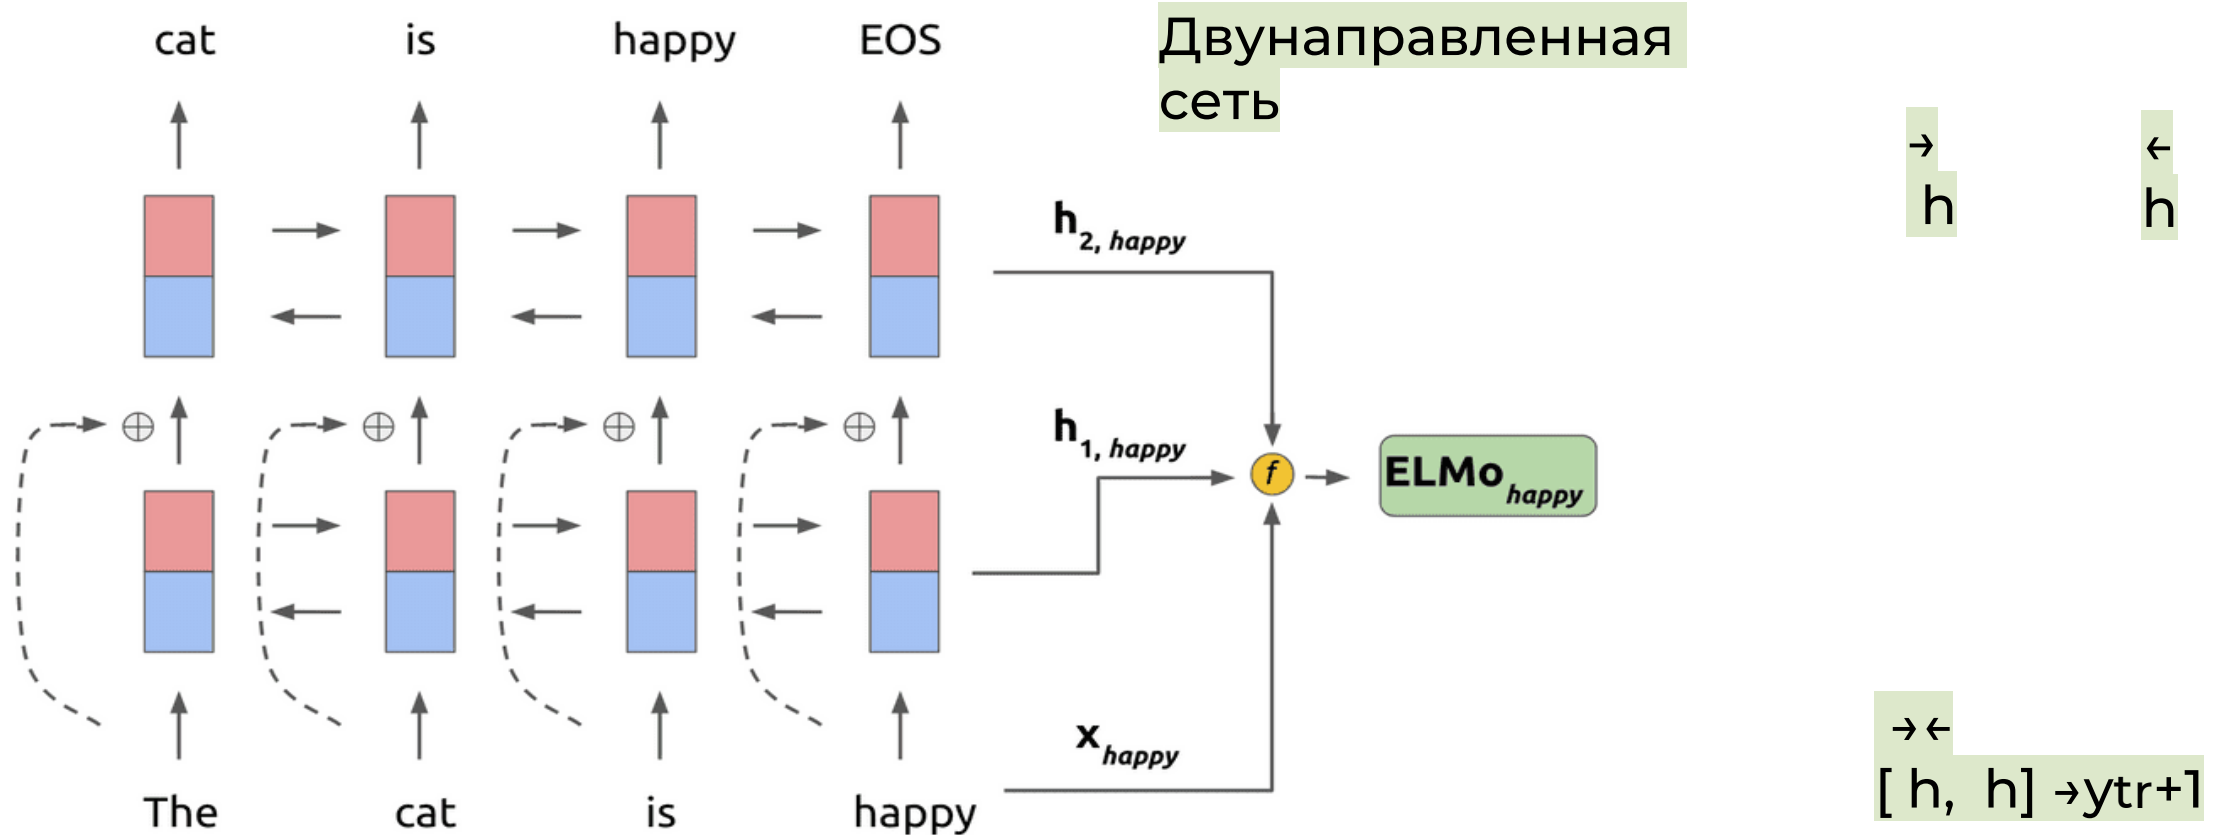 cat is happy EOS
Двунаправленная
сеть
→ ←
h h
h2, happy
h1, happy
f
ELMohappy
xhappy
The cat is happy
→←
[ h, h] →ytr+1